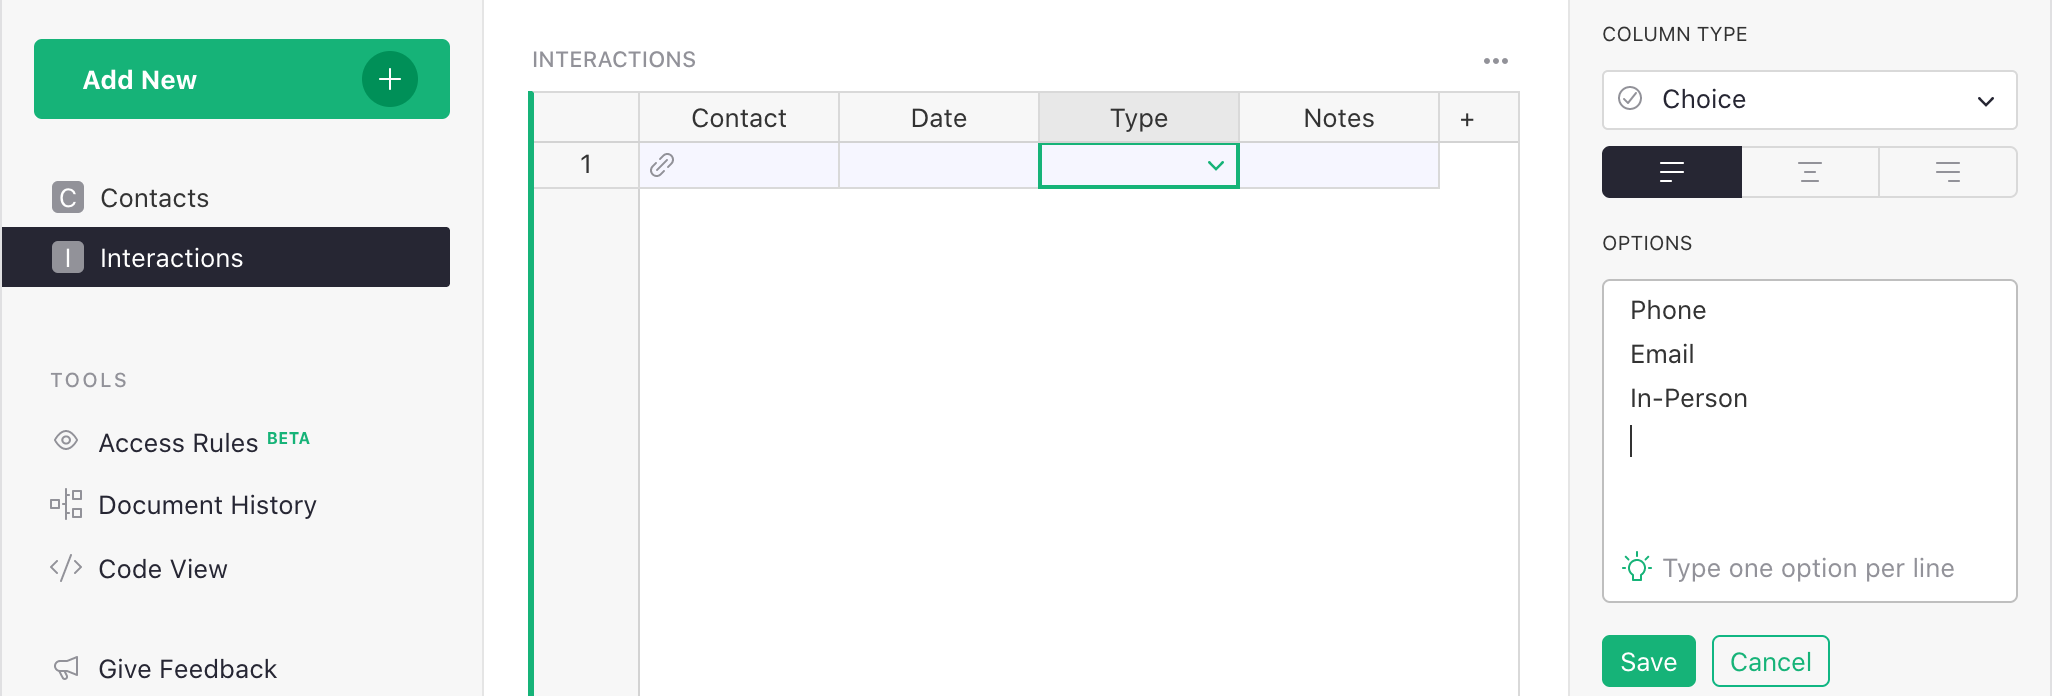 Add New
C Contacts
I Interactions
TOOLS
Access Rules BETA
Document History
Code View
Give Feedback
INTERACTIONS
Contact Date Type Notes +
1
COLUMN TYPE
Choice
OPTIONS
Phone
Email
In-Person
Type one option per line
Save Cancel